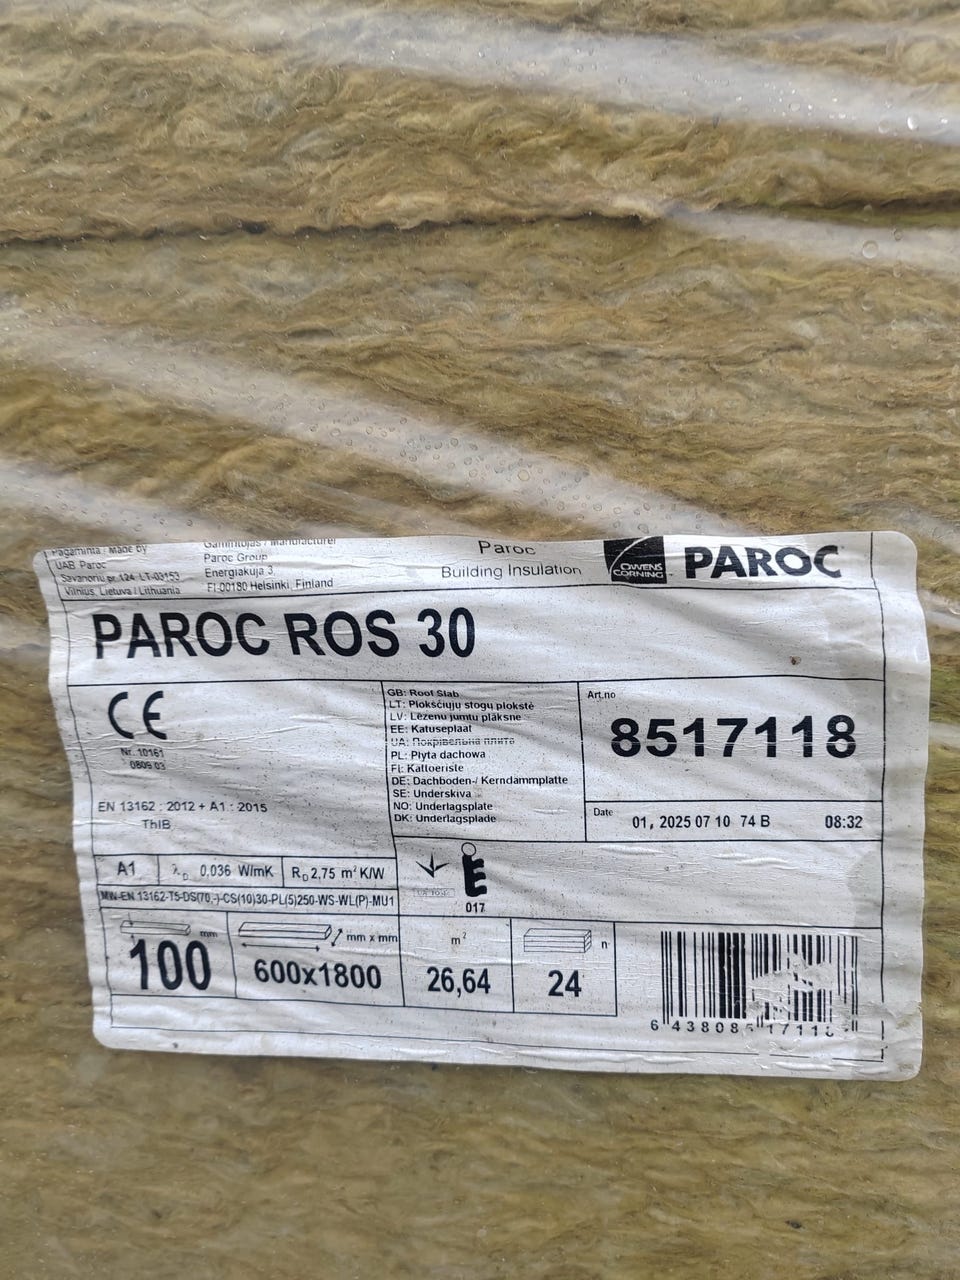 Pagaminta / Made by
UAB Paroc
Savanorių pr. 124, LT-03153
Vilnius, Lietuva / Lithuania
Gamintojas / Manufacturer
Paroc Group
Energiakuja 3
FI-00180 Helsinki, Finland
Paroc
Building Insulation
OWENS
CORNING
PAROC
PAROC ROS 30
CE
Nr. 10161
0809 03
EN 13162 : 2012 + A1 : 2015
ThIB
GB: Roof Slab
LT: Plokščiųjų stogų plokštė
LV: Lēzenu jumtu plāksne
EE: Katuseplaat
UA: Покрівельна плита
PL: Płyta dachowa
FI: Kattoeriste
DE: Dachboden-/ Kerndammplatte
SE: Underskiva
NO: Underlagsplate
DK: Underlagsplade
Art.no
8517118
Date
01, 2025 07 10 74 B 08:32
A1
λD 0.036 W/mK
RD 2,75 m² K/W
MW-EN 13162-T5-DS(70,-)-CS(10)30-PL(5)250-WS-WL(P)-MU1
E
017
mm
100
mm x mm
600x1800
m²
26,64
n
24
6 43808 17118